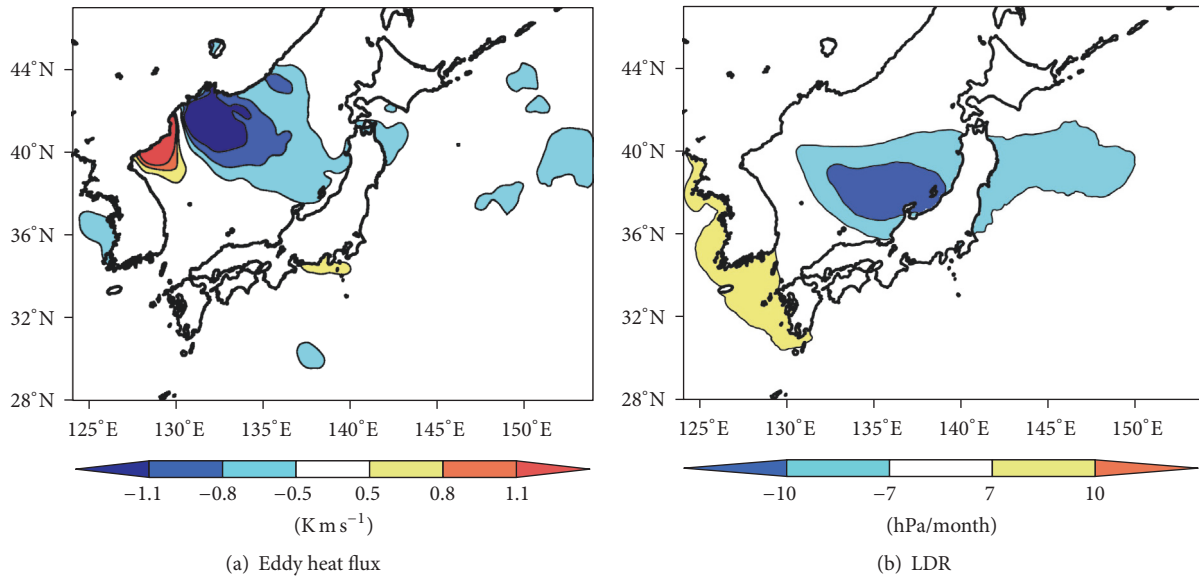 44°N
40°N
36°N
32°N
28°N
125°E 130°E 135°E 140°E 145°E 150°E
−1.1 −0.8 −0.5 0.5 0.8 1.1
(K m s⁻¹)
(a) Eddy heat flux
44°N
40°N
36°N
32°N
28°N
125°E 130°E 135°E 140°E 145°E 150°E
−10 −7 7 10
(hPa/month)
(b) LDR